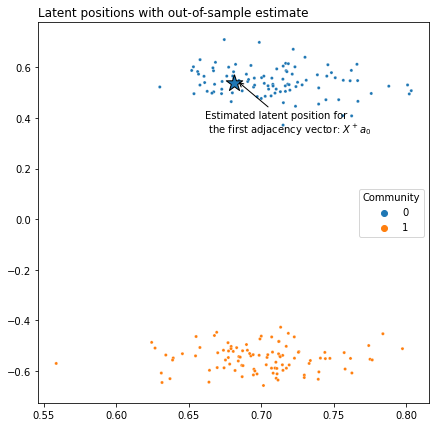 Latent positions with out-of-sample estimate
0.6
0.4
0.2
0.0
−0.2
−0.4
−0.6
Estimated latent position for
the first adjacency vector: X⁺a₀
Community
0
1
0.55 0.60 0.65 0.70 0.75 0.80